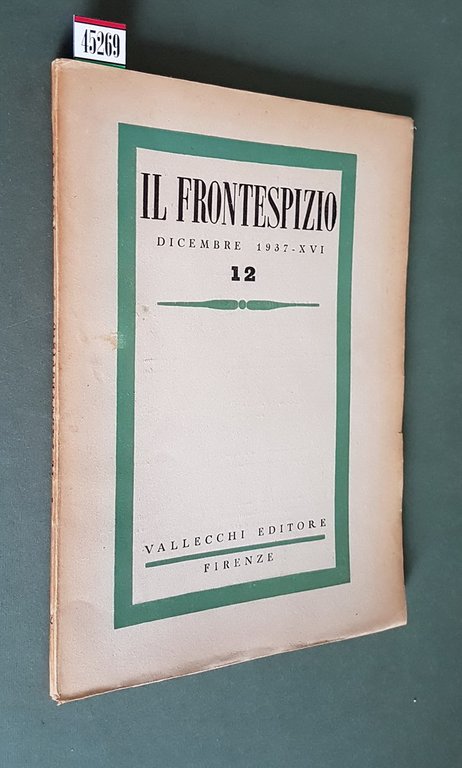 45269
IL FRONTESPIZIO
DICEMBRE 1937-XVI
12
VALLECCHI EDITORE
FIRENZE